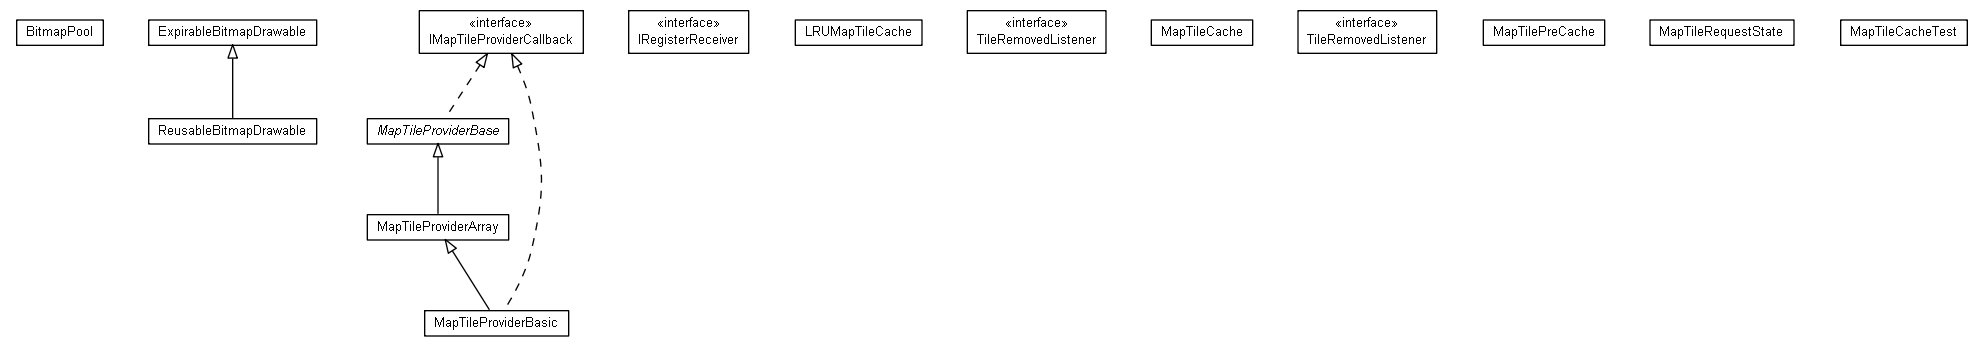 BitmapPool
ExpirableBitmapDrawable
«interface»
IMapTileProviderCallback
«interface»
IRegisterReceiver
LRUMapTileCache
«interface»
TileRemovedListener
MapTileCache
«interface»
TileRemovedListener
MapTilePreCache
MapTileRequestState
MapTileCacheTest
ReusableBitmapDrawable
MapTileProviderBase
MapTileProviderArray
MapTileProviderBasic